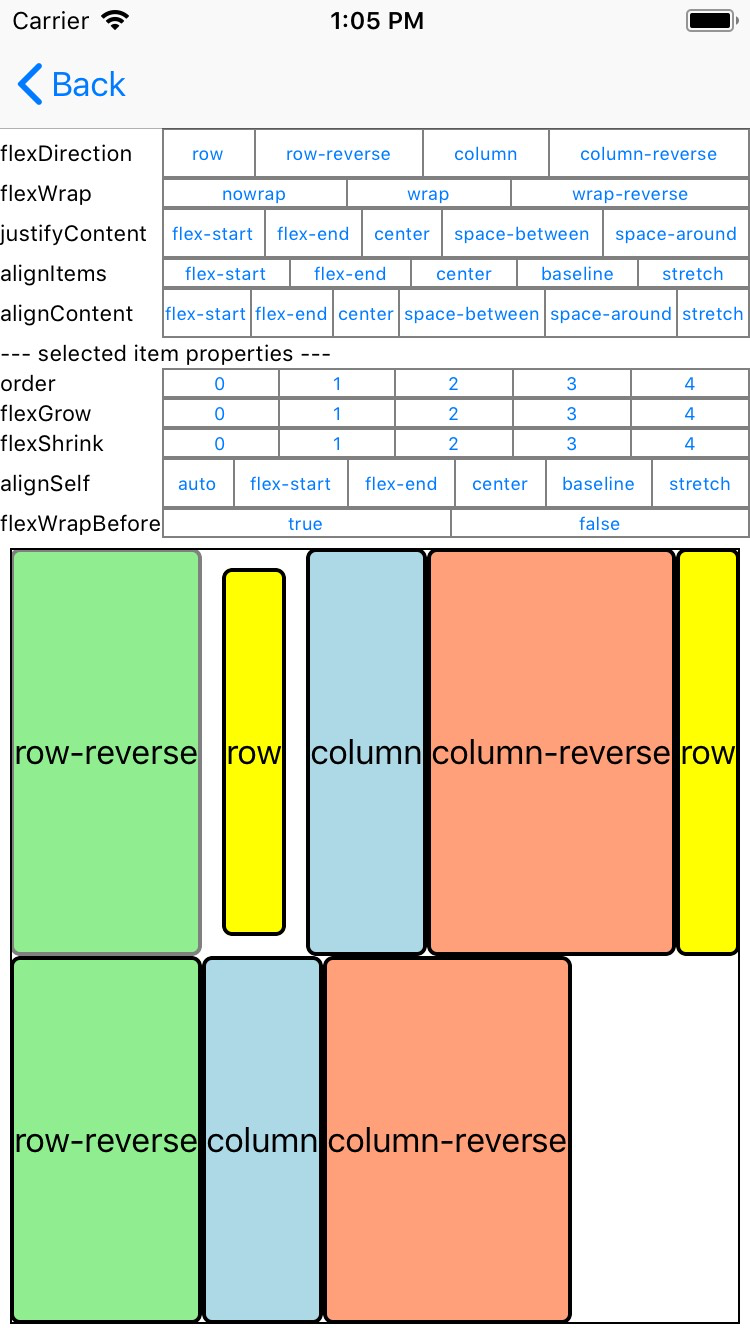 Carrier 1:05 PM
Back
flexDirection row row-reverse column column-reverse
flexWrap nowrap wrap wrap-reverse
justifyContent flex-start flex-end center space-between space-around
alignItems flex-start flex-end center baseline stretch
alignContent flex-start flex-end center space-between space-around stretch
--- selected item properties ---
order 0 1 2 3 4
flexGrow 0 1 2 3 4
flexShrink 0 1 2 3 4
alignSelf auto flex-start flex-end center baseline stretch
flexWrapBefore true false
row-reverse row column column-reverse row
row-reverse column column-reverse